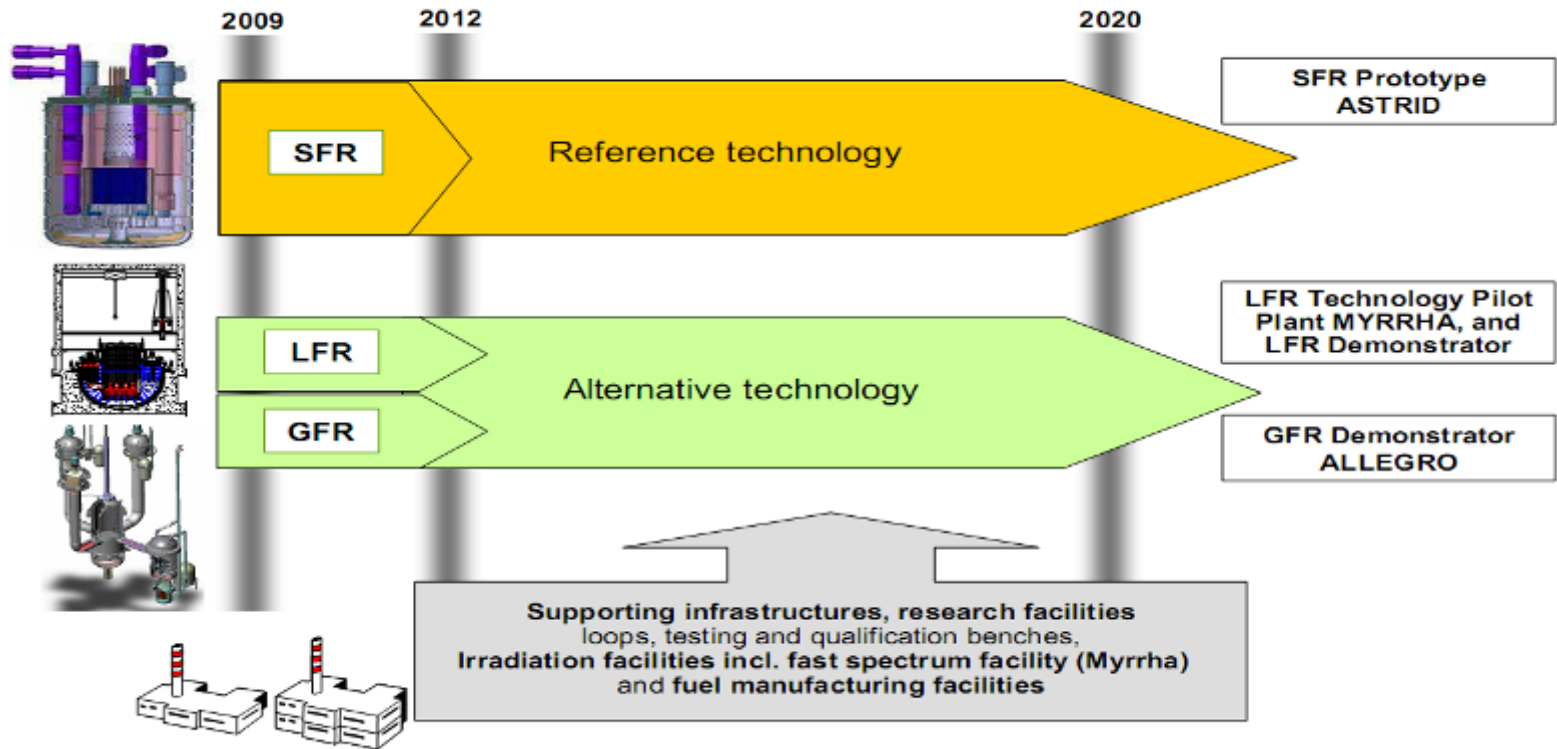 2009
2012
2020
SFR
Reference technology
SFR Prototype
ASTRID
LFR
GFR
Alternative technology
LFR Technology Pilot
Plant MYRRHA, and
LFR Demonstrator
GFR Demonstrator
ALLEGRO
Supporting infrastructures, research facilities
loops, testing and qualification benches,
Irradiation facilities incl. fast spectrum facility (Myrrha)
and fuel manufacturing facilities